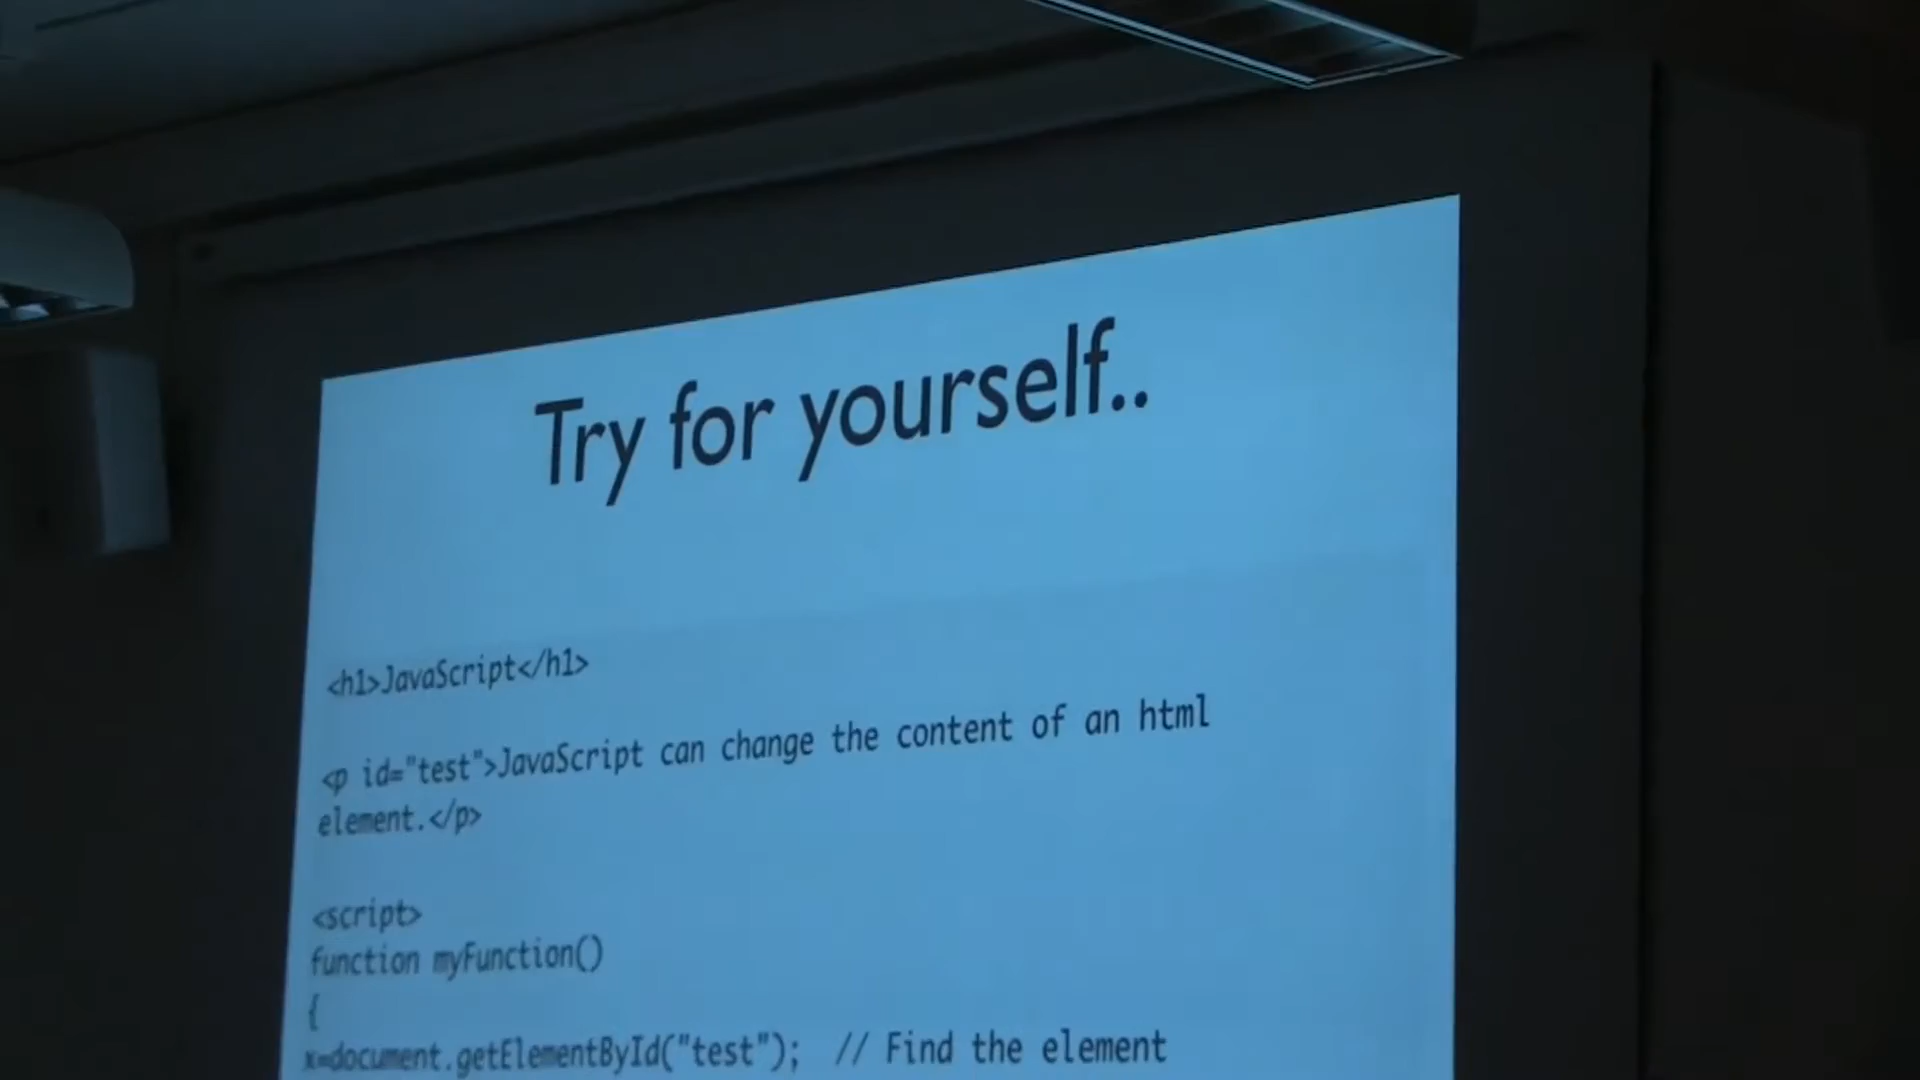 Try for yourself..
<h1>JavaScript</h1>
<p id="test">JavaScript can change the content of an html
element.</p>
<script>
function myFunction()
{
x=document.getElementById("test"); // Find the element